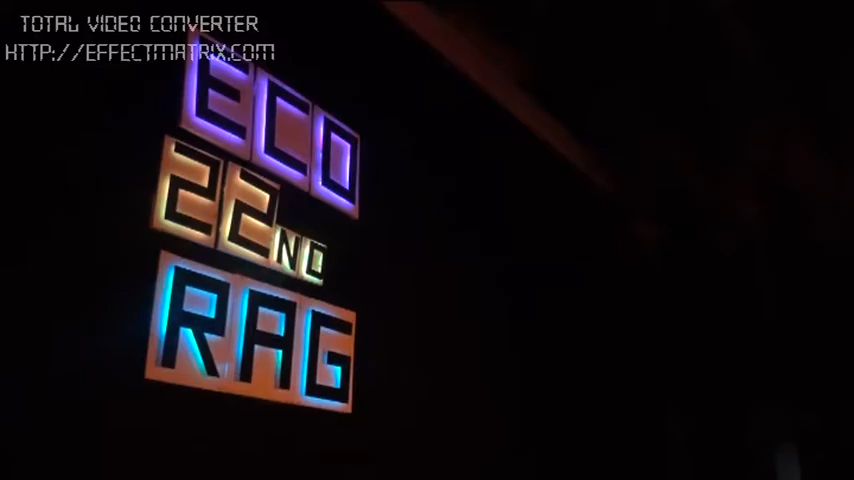 TOTAL VIDEO CONVERTER
HTTP://EFFECTMATRIX.COM
ECO
22ND
RAG